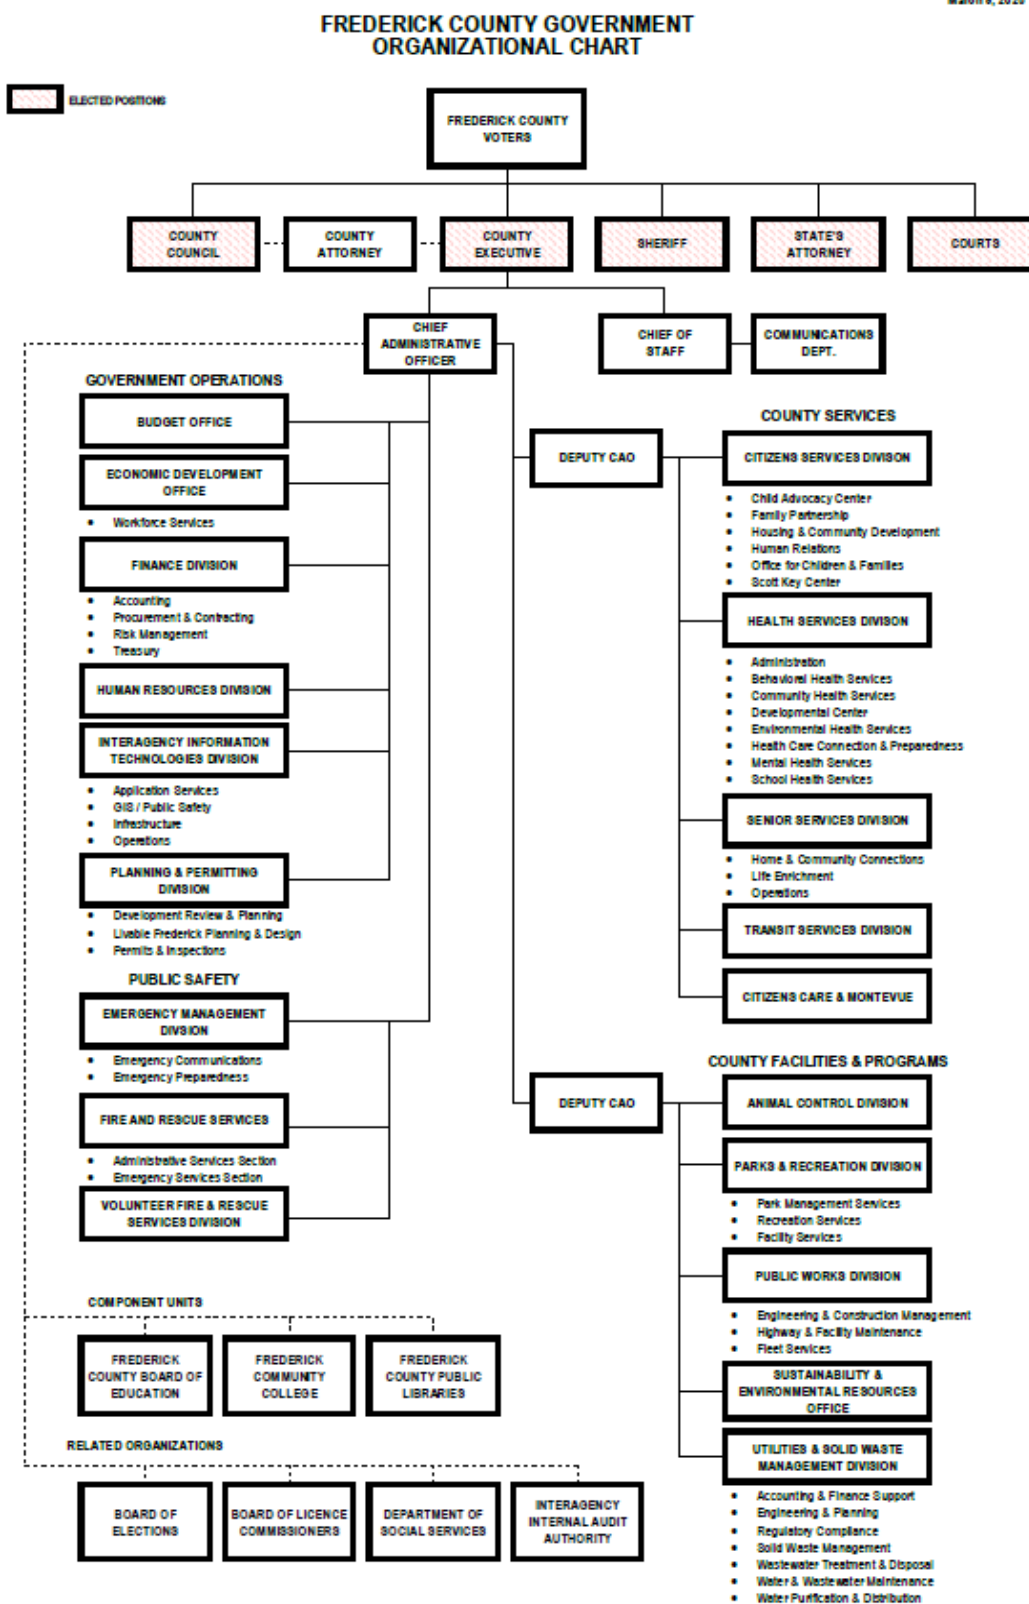 March 6, 2020
FREDERICK COUNTY GOVERNMENT
ORGANIZATIONAL CHART
ELECTED POSITIONS
FREDERICK COUNTY
VOTERS
COUNTY
COUNCIL
COUNTY
ATTORNEY
COUNTY
EXECUTIVE
SHERIFF
STATE'S
ATTORNEY
COURTS
CHIEF
ADMINISTRATIVE
OFFICER
CHIEF OF
STAFF
COMMUNICATIONS
DEPT.
GOVERNMENT OPERATIONS
BUDGET OFFICE
ECONOMIC DEVELOPMENT
OFFICE
• Workforce Services
FINANCE DIVISION
• Accounting
• Procurement & Contracting
• Risk Management
• Treasury
HUMAN RESOURCES DIVISION
INTERAGENCY INFORMATION
TECHNOLOGIES DIVISION
• Application Services
• GIS / Public Safety
• Infrastructure
• Operations
PLANNING & PERMITTING
DIVISION
• Development Review & Planning
• Livable Frederick Planning & Design
• Permits & Inspections
PUBLIC SAFETY
EMERGENCY MANAGEMENT
DIVSION
• Emergency Communications
• Emergency Preparedness
FIRE AND RESCUE SERVICES
• Administrative Services Section
• Emergency Services Section
VOLUNTEER FIRE & RESCUE
SERVICES DIVISION
DEPUTY CAO
COUNTY SERVICES
CITIZENS SERVICES DIVISON
• Child Advocacy Center
• Family Partnership
• Housing & Community Development
• Human Relations
• Office for Children & Families
• Scott Key Center
HEALTH SERVICES DIVISON
• Administration
• Behavioral Health Services
• Community Health Services
• Developmental Center
• Environmental Health Services
• Health Care Connection & Preparedness
• Mental Health Services
• School Health Services
SENIOR SERVICES DIVISION
• Home & Community Connections
• Life Enrichment
• Operations
TRANSIT SERVICES DIVISION
CITIZENS CARE & MONTEVUE
COUNTY FACILITIES & PROGRAMS
DEPUTY CAO
ANIMAL CONTROL DIVISION
PARKS & RECREATION DIVISION
• Park Management Services
• Recreation Services
• Facility Services
PUBLIC WORKS DIVISION
• Engineering & Construction Management
• Highway & Facility Maintenance
• Fleet Services
SUSTAINABILITY &
ENVIRONMENTAL RESOURCES
OFFICE
UTILITIES & SOLID WASTE
MANAGEMENT DIVISION
• Accounting & Finance Support
• Engineering & Planning
• Regulatory Compliance
• Solid Waste Management
• Wastewater Treatment & Disposal
• Water & Wastewater Maintenance
• Water Purification & Distribution
COMPONENT UNITS
FREDERICK
COUNTY BOARD OF
EDUCATION
FREDERICK
COMMUNITY
COLLEGE
FREDERICK
COUNTY PUBLIC
LIBRARIES
RELATED ORGANIZATIONS
BOARD OF
ELECTIONS
BOARD OF LICENCE
COMMISSIONERS
DEPARTMENT OF
SOCIAL SERVICES
INTERAGENCY
INTERNAL AUDIT
AUTHORITY